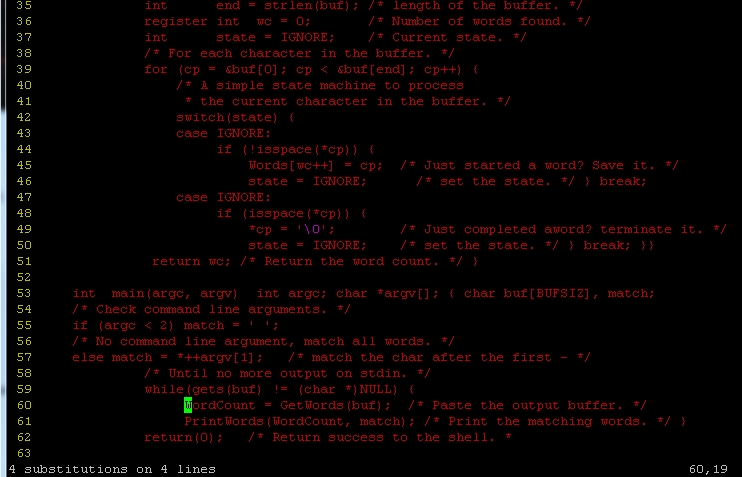 35 int end = strlen(buf); /* length of the buffer. */
36 register int wc = 0; /* Number of words found. */
37 int state = IGNORE; /* Current state. */
38 /* For each character in the buffer. */
39 for (cp = &buf[0]; cp < &buf[end]; cp++) {
40 /* A simple state machine to process
41 * the current character in the buffer. */
42 switch(state) {
43 case IGNORE:
44 if (!isspace(*cp)) {
45 Words[wc++] = cp; /* Just started a word? Save it. */
46 state = IGNORE; /* set the state. */ } break;
47 case IGNORE:
48 if (isspace(*cp)) {
49 *cp = '\0'; /* Just completed aword? terminate it. */
50 state = IGNORE; /* set the state. */ } break; }}
51 return wc; /* Return the word count. */ }
52
53 int main(argc, argv) int argc; char *argv[]; { char buf[BUFSIZ], match;
54 /* Check command line arguments. */
55 if (argc < 2) match = ' ';
56 /* No command line argument, match all words. */
57 else match = *++argv[1]; /* match the char after the first - */
58 /* Until no more output on stdin. */
59 while(gets(buf) != (char *)NULL) {
60 WordCount = GetWords(buf); /* Paste the output buffer. */
61 PrintWords(WordCount, match); /* Print the matching words. */ }
62 return(0); /* Return success to the shell. *
63
4 substitutions on 4 lines 60,19